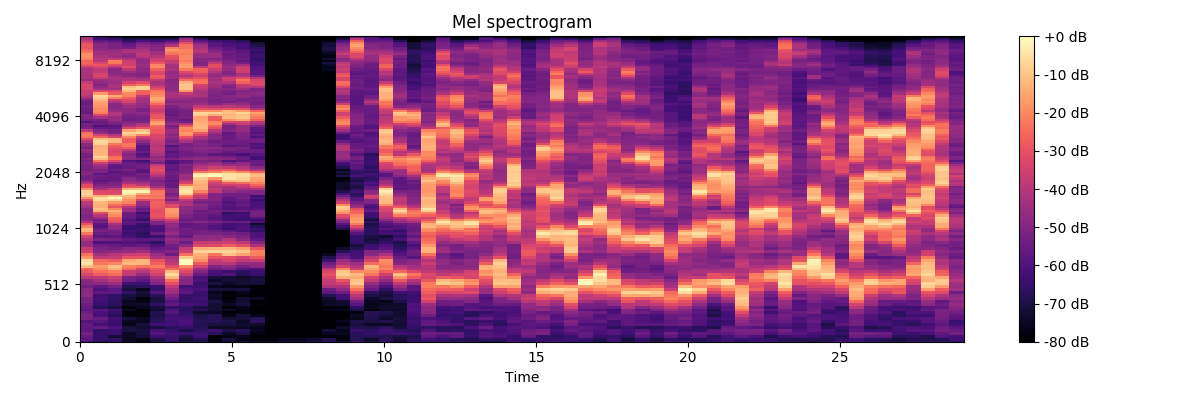 Mel spectrogram
Hz
8192
4096
2048
1024
512
0
0 5 10 15 20 25
Time
+0 dB
-10 dB
-20 dB
-30 dB
-40 dB
-50 dB
-60 dB
-70 dB
-80 dB